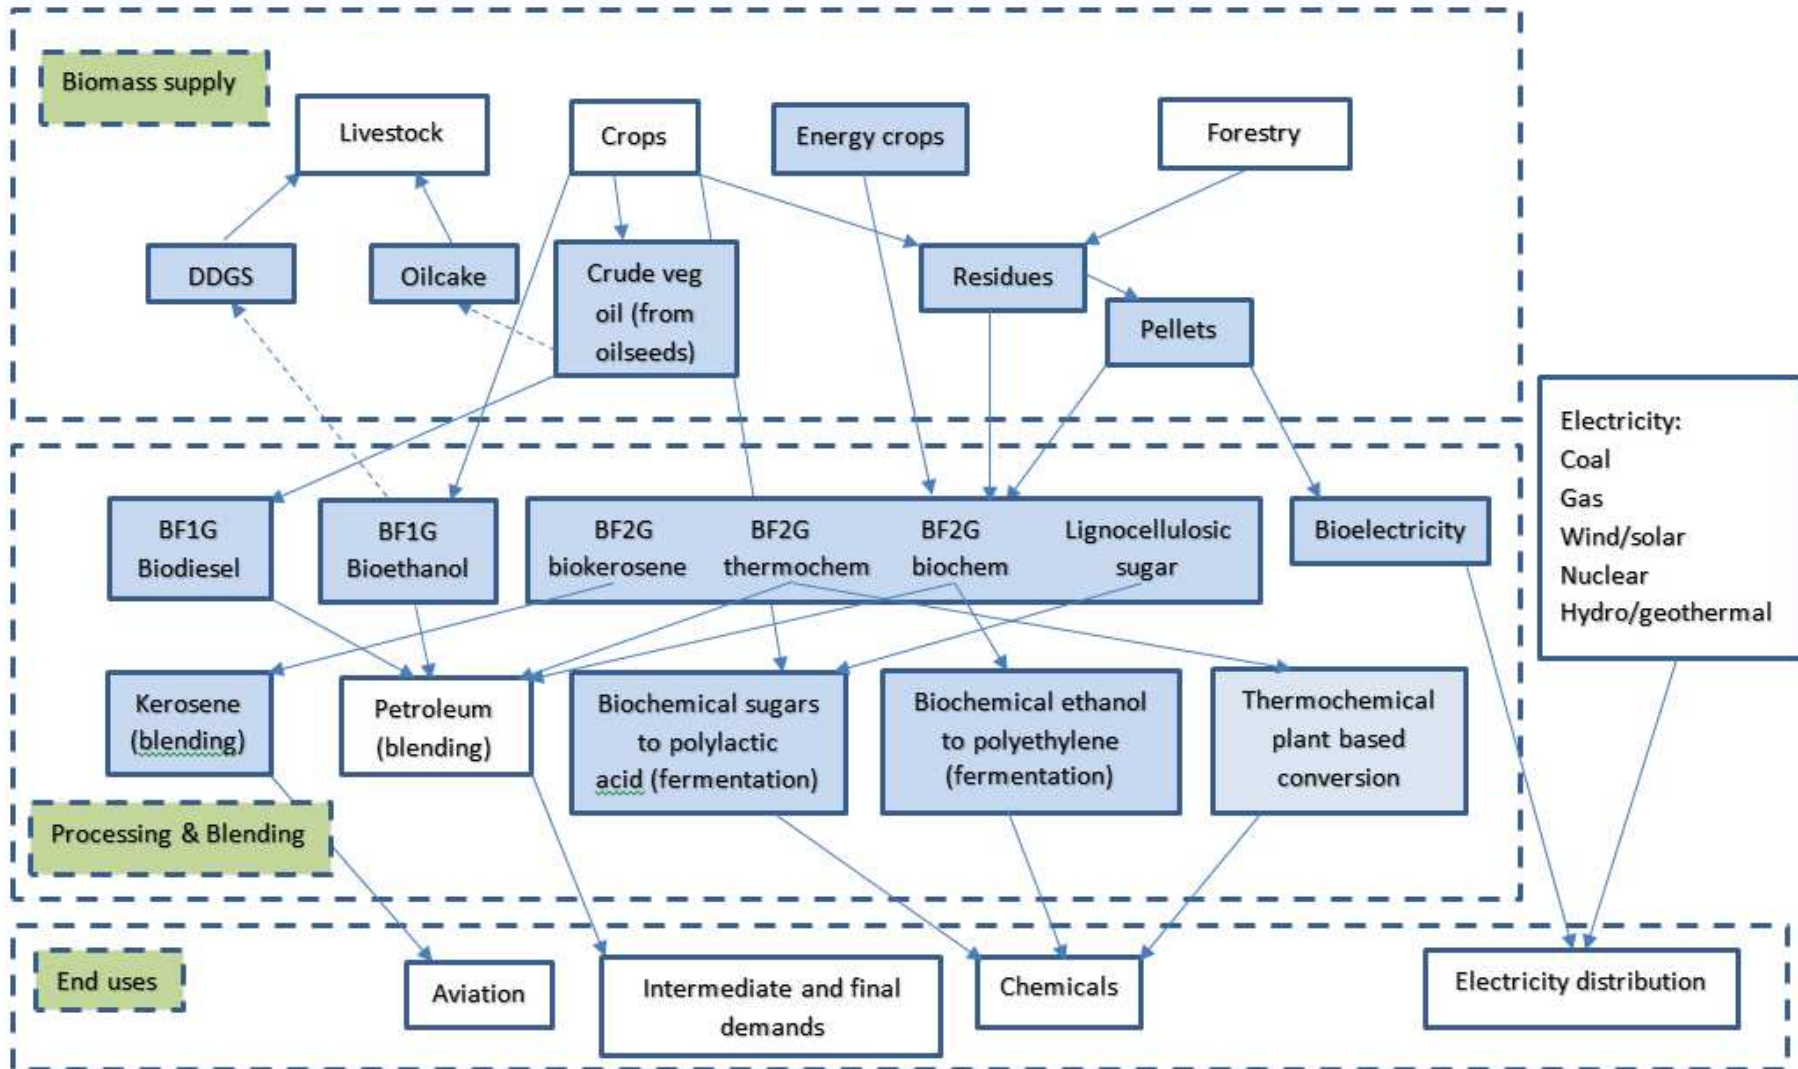 Biomass supply
Livestock
Crops
Energy crops
Forestry
DDGS
Oilcake
Crude veg
oil (from
oilseeds)
Residues
Pellets
Electricity:
Coal
Gas
Wind/solar
Nuclear
Hydro/geothermal
BF1G
Biodiesel
BF1G
Bioethanol
BF2G
biokerosene
BF2G
thermochem
BF2G
biochem
Lignocellulosic
sugar
Bioelectricity
Kerosene
(blending)
Petroleum
(blending)
Biochemical sugars
to polylactic
acid (fermentation)
Biochemical ethanol
to polyethylene
(fermentation)
Thermochemical
plant based
conversion
Processing & Blending
End uses
Aviation
Intermediate and final
demands
Chemicals
Electricity distribution